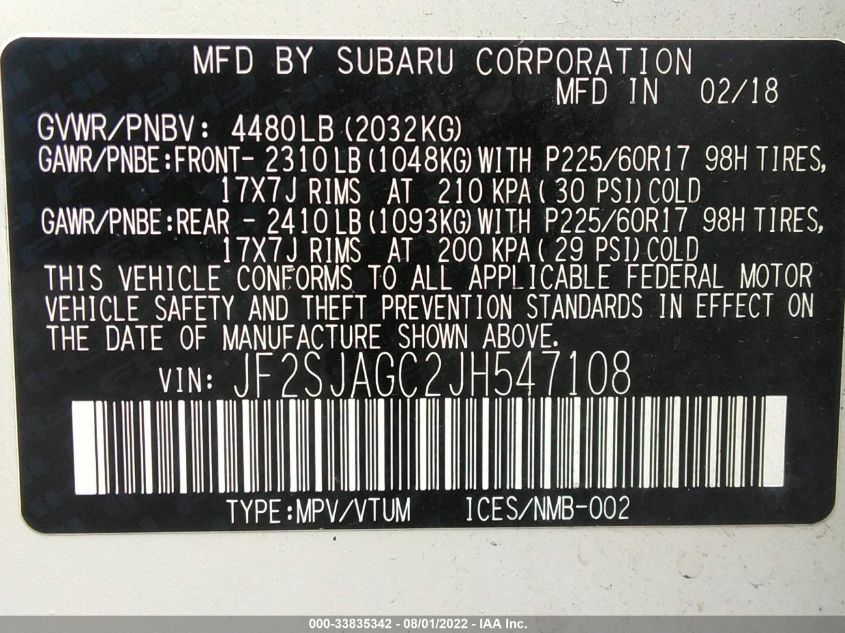 MFD BY SUBARU CORPORATION
MFD IN 02/18
GVWR/PNBV: 4480LB(2032KG)
GAWR/PNBE:FRONT- 2310LB(1048KG)WITH P225/60R17 98H TIRES,
17X7J RIMS AT 210 KPA(30 PSI)COLD
GAWR/PNBE:REAR - 2410LB(1093KG)WITH P225/60R17 98H TIRES,
17X7J RIMS AT 200 KPA(29 PSI)COLD
THIS VEHICLE CONFORMS TO ALL APPLICABLE FEDERAL MOTOR
VEHICLE SAFETY AND THEFT PREVENTION STANDARDS IN EFFECT ON
THE DATE OF MANUFACTURE SHOWN ABOVE.
VIN: JF2SJAGC2JH547108
TYPE:MPV/VTUM ICES/NMB-002
000-33835342 - 08/01/2022 - IAA Inc.